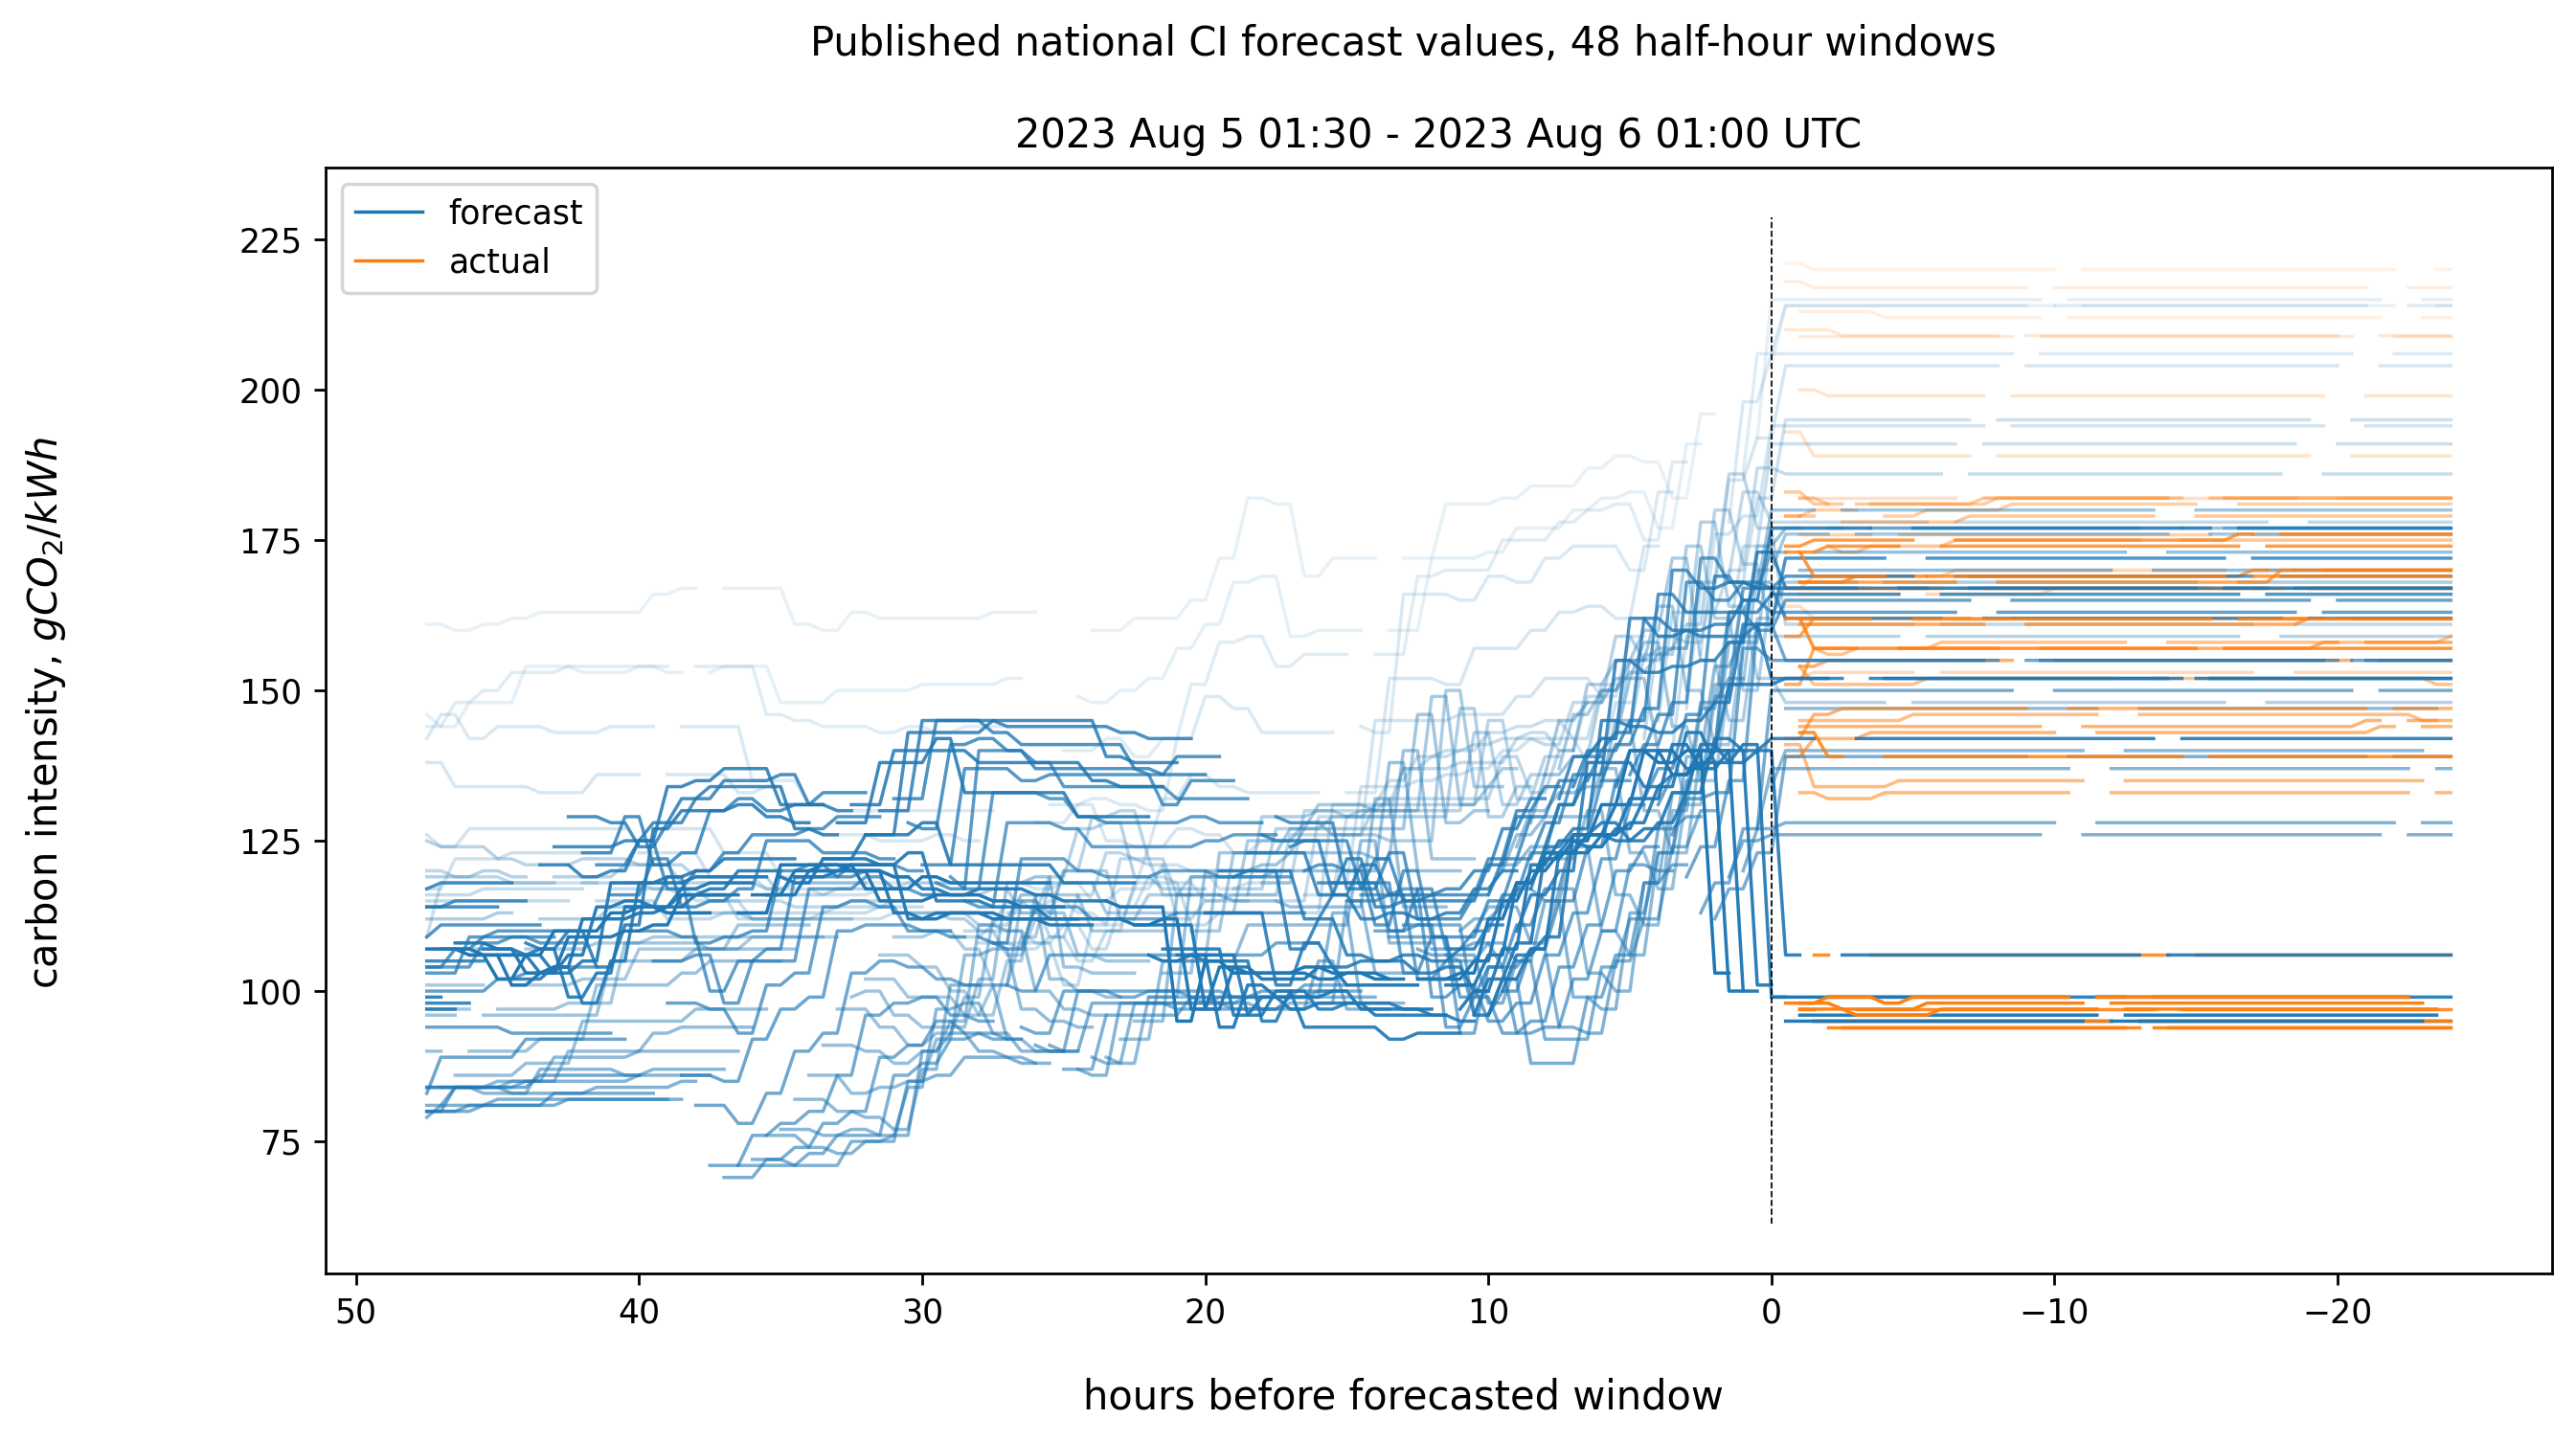 Published national CI forecast values, 48 half-hour windows
2023 Aug 5 01:30 - 2023 Aug 6 01:00 UTC
forecast
actual
225
200
175
150
125
100
75
carbon intensity, gCO₂/kWh
50 40 30 20 10 0 −10 −20
hours before forecasted window